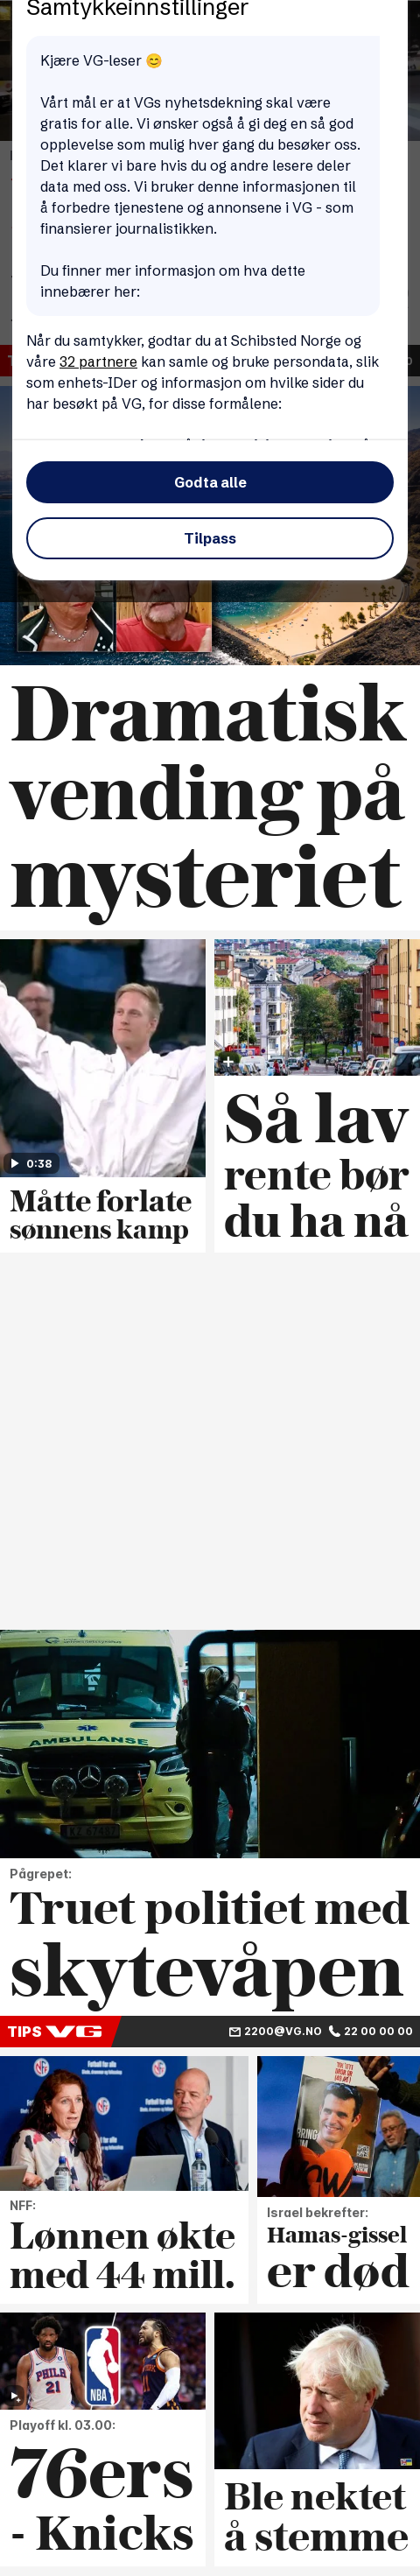 Samtykkeinnstillinger
Kjære VG-leser 😊
Vårt mål er at VGs nyhetsdekning skal være
gratis for alle. Vi ønsker også å gi deg en så god
opplevelse som mulig hver gang du besøker oss.
Det klarer vi bare hvis du og andre lesere deler
data med oss. Vi bruker denne informasjonen til
å forbedre tjenestene og annonsene i VG - som
finansierer journalistikken.
Du finner mer informasjon om hva dette
innebærer her:
Når du samtykker, godtar du at Schibsted Norge og
våre 32 partnere kan samle og bruke persondata, slik
som enhets-IDer og informasjon om hvilke sider du
har besøkt på VG, for disse formålene:
Godta alle
Tilpass
Dramatisk
vending på
mysteriet
0:38
Måtte forlate
sønnens kamp
Så lav
rente bør
du ha nå
AMBULANSE
Pågrepet:
Truet politiet med
skytevåpen
TIPS VG
2200@VG.NO 22 00 00 00
NFF:
Lønnen økte
med 44 mill.
Israel bekrefter:
Hamas-gissel
er død
PHILA
21
NBA
Playoff kl. 03.00:
76ers
- Knicks
Ble nektet
å stemme